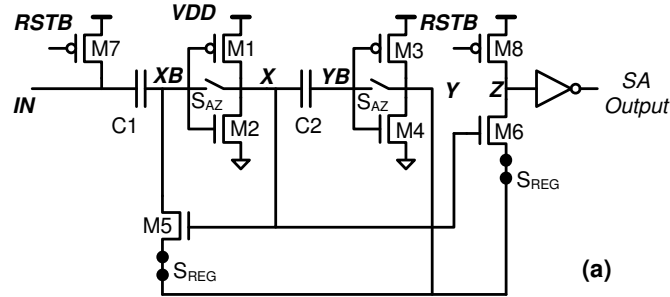 RSTB
VDD
RSTB
M7
M1
M3
M8
XB
X
YB
Y
Z
IN
SAZ
SAZ
SA
Output
C1
M2
C2
M4
M6
SREG
M5
SREG
(a)